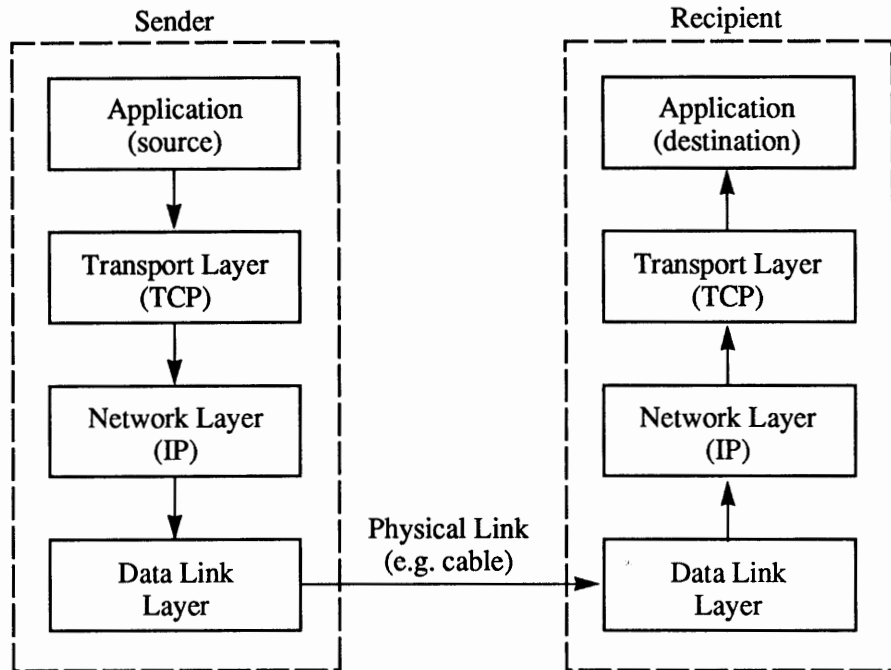 Sender
Application
(source)
Transport Layer
(TCP)
Network Layer
(IP)
Data Link
Layer
Physical Link
(e.g. cable)
Recipient
Application
(destination)
Transport Layer
(TCP)
Network Layer
(IP)
Data Link
Layer